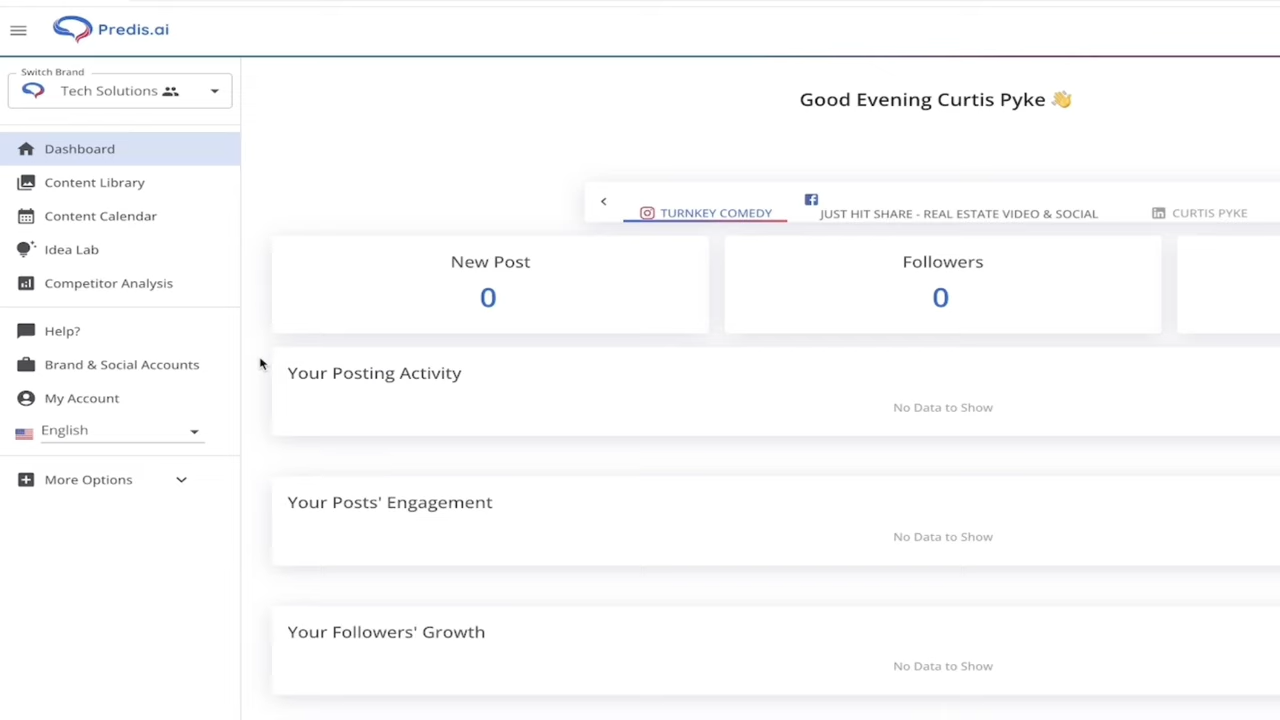 Predis.ai
Switch Brand
Tech Solutions
Dashboard
Content Library
Content Calendar
Idea Lab
Competitor Analysis
Help?
Brand & Social Accounts
My Account
English
More Options
Good Evening Curtis Pyke 👋
TURNKEY COMEDY
JUST HIT SHARE - REAL ESTATE VIDEO & SOCIAL
CURTIS PYKE
New Post
0
Followers
0
Your Posting Activity
No Data to Show
Your Posts' Engagement
No Data to Show
Your Followers' Growth
No Data to Show